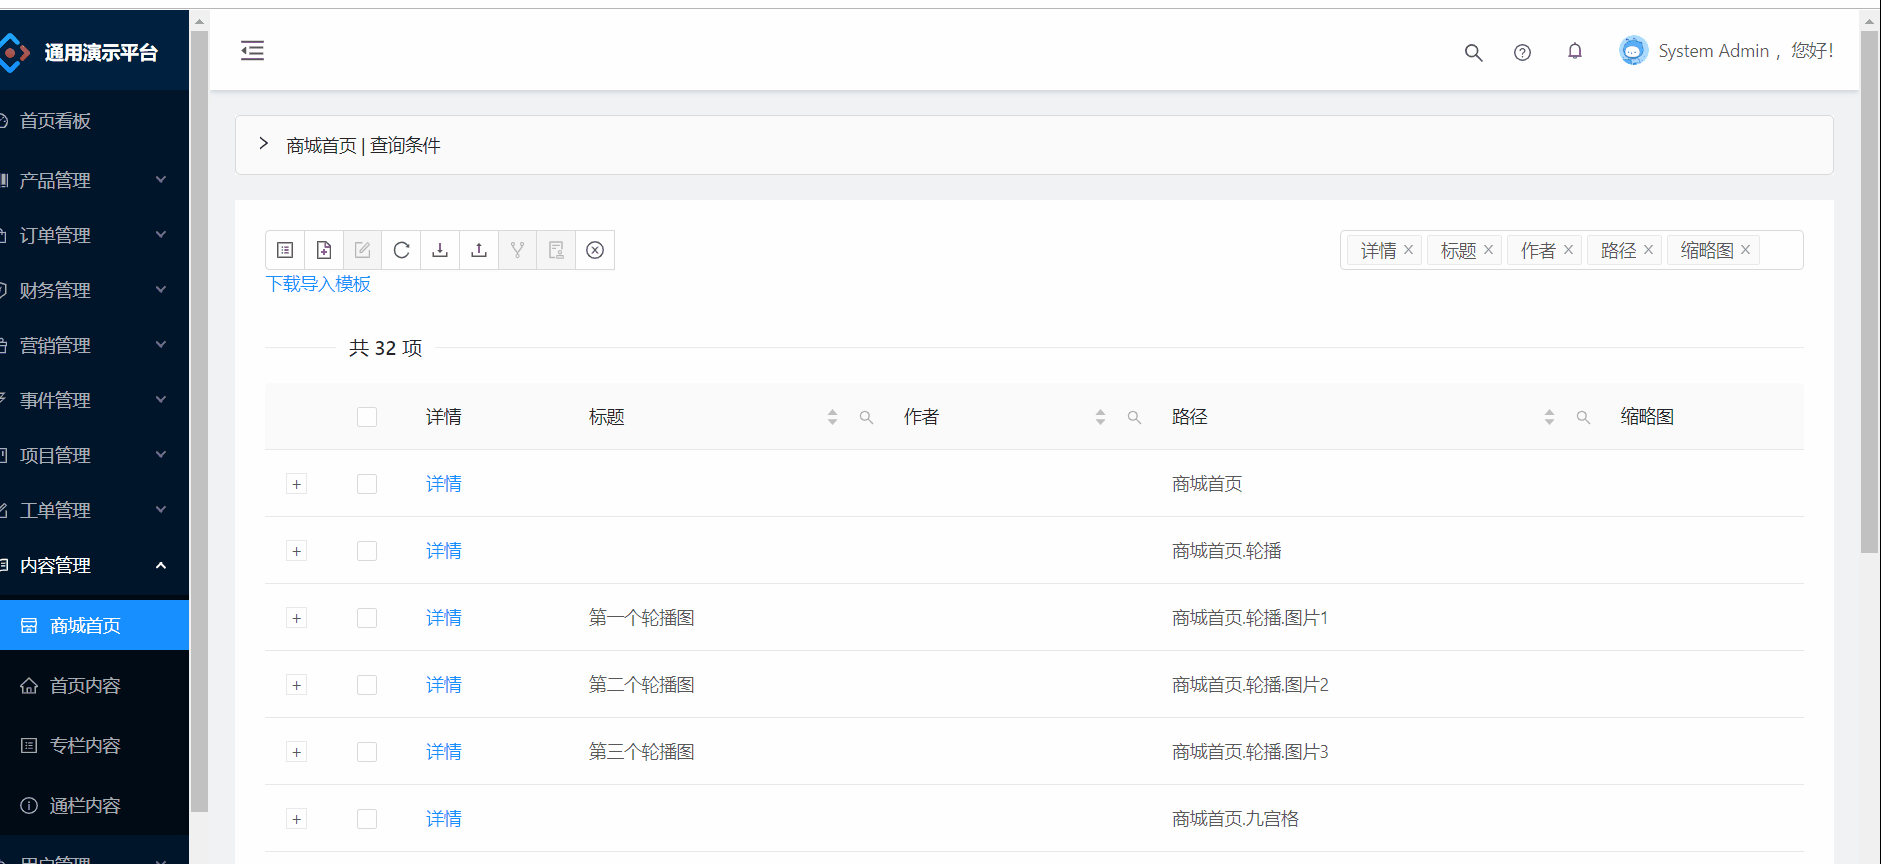 通用演示平台
System Admin ，您好!
首页看板
产品管理
订单管理
财务管理
营销管理
事件管理
项目管理
工单管理
内容管理
商城首页
首页内容
专栏内容
通栏内容
用户管理
商城首页 | 查询条件
详情 标题 作者 路径 缩略图
下载导入模板
共 32 项
详情 标题 作者 路径 缩略图
详情 商城首页
详情 商城首页.轮播
详情 第一个轮播图 商城首页.轮播.图片1
详情 第二个轮播图 商城首页.轮播.图片2
详情 第三个轮播图 商城首页.轮播.图片3
详情 商城首页.九宫格